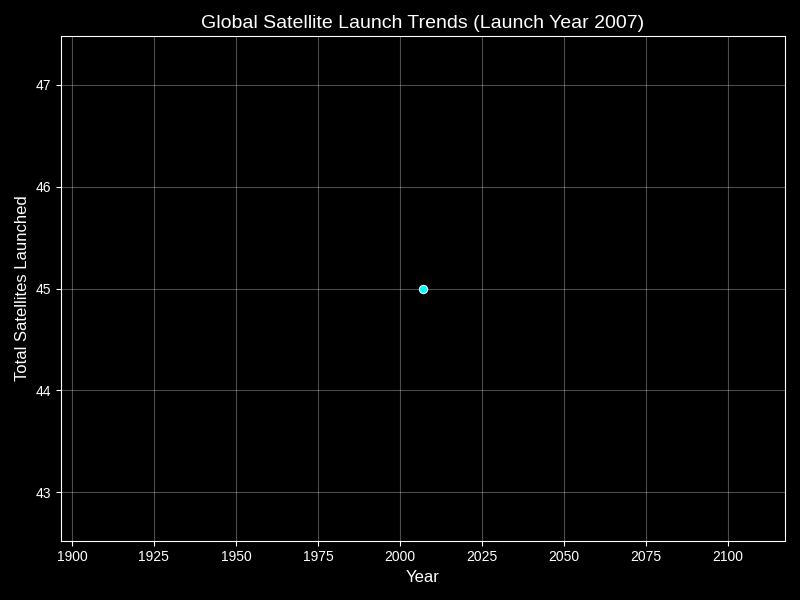 Global Satellite Launch Trends (Launch Year 2007)
Total Satellites Launched
47
46
45
44
43
1900 1925 1950 1975 2000 2025 2050 2075 2100
Year